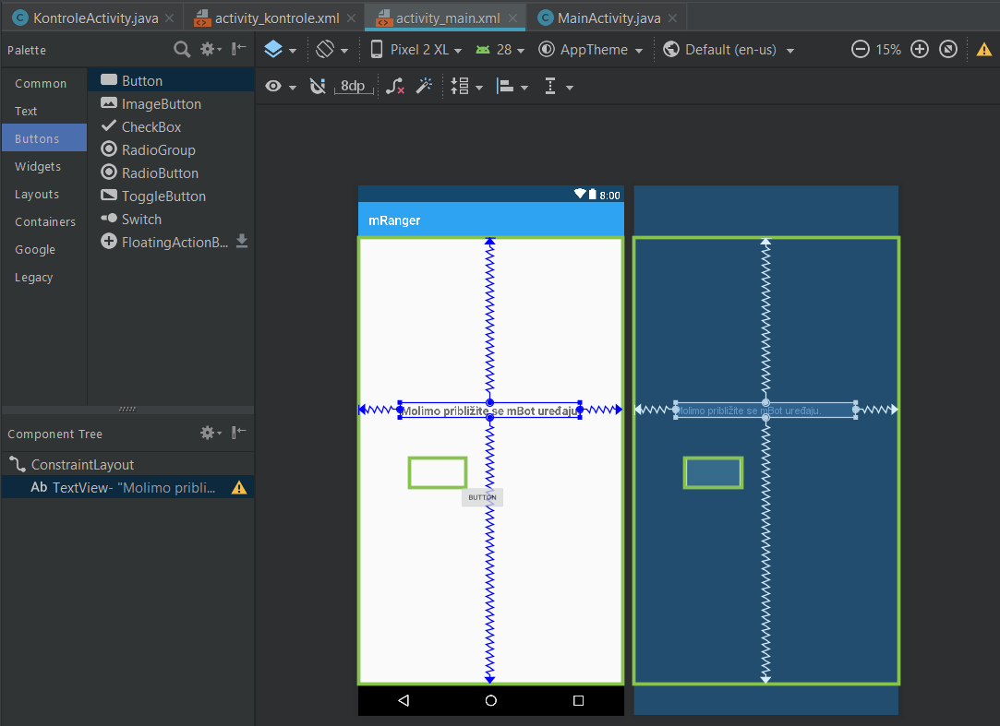 KontroleActivity.java activity_kontrole.xml activity_main.xml MainActivity.java
Palette Pixel 2 XL 28 AppTheme Default (en-us) 15%
Common Button
8dp
ImageButton
Text CheckBox
Buttons RadioGroup
Widgets RadioButton
Layouts ToggleButton
Containers Switch
Google FloatingActionB...
Legacy
8:00
mRanger
Molimo približite se mBot uređaju.
Molimo približite se mBot uređaju.
BUTTON
Component Tree
ConstraintLayout
Ab TextView- "Molimo pribli...